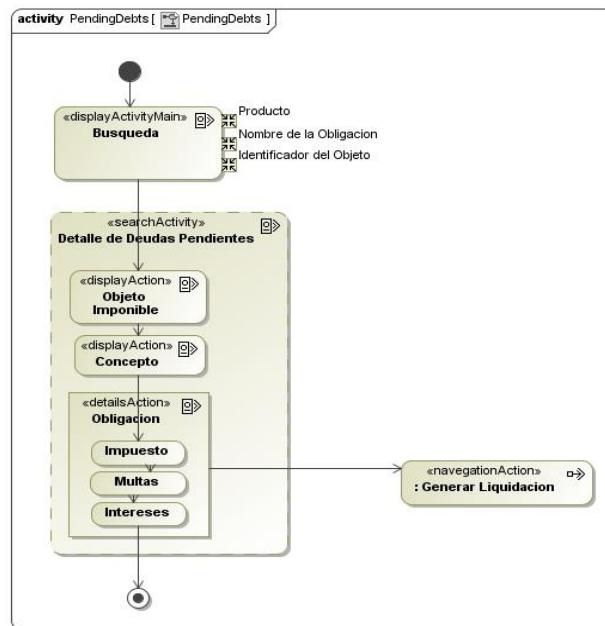 activity PendingDebts [ PendingDebts ]
«displayActivityMain»
Busqueda
Producto
Nombre de la Obligacion
Identificador del Objeto
«searchActivity»
Detalle de Deudas Pendientes
«displayAction»
Objeto
Imponible
«displayAction»
Concepto
«detailsAction»
Obligacion
Impuesto
Multas
Intereses
«navegationAction»
: Generar Liquidacion